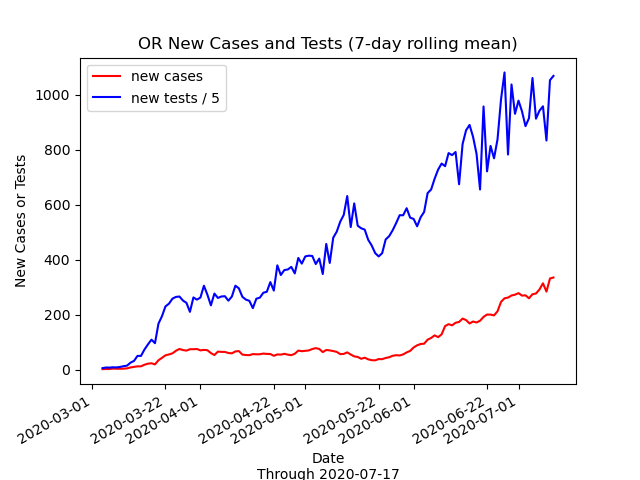 OR New Cases and Tests (7-day rolling mean)
new cases
new tests / 5
1000
800
600
400
200
0
New Cases or Tests
2020-03-01
2020-03-22
2020-04-01
2020-04-22
2020-05-01
2020-05-22
2020-06-01
2020-06-22
2020-07-01
Date
Through 2020-07-17